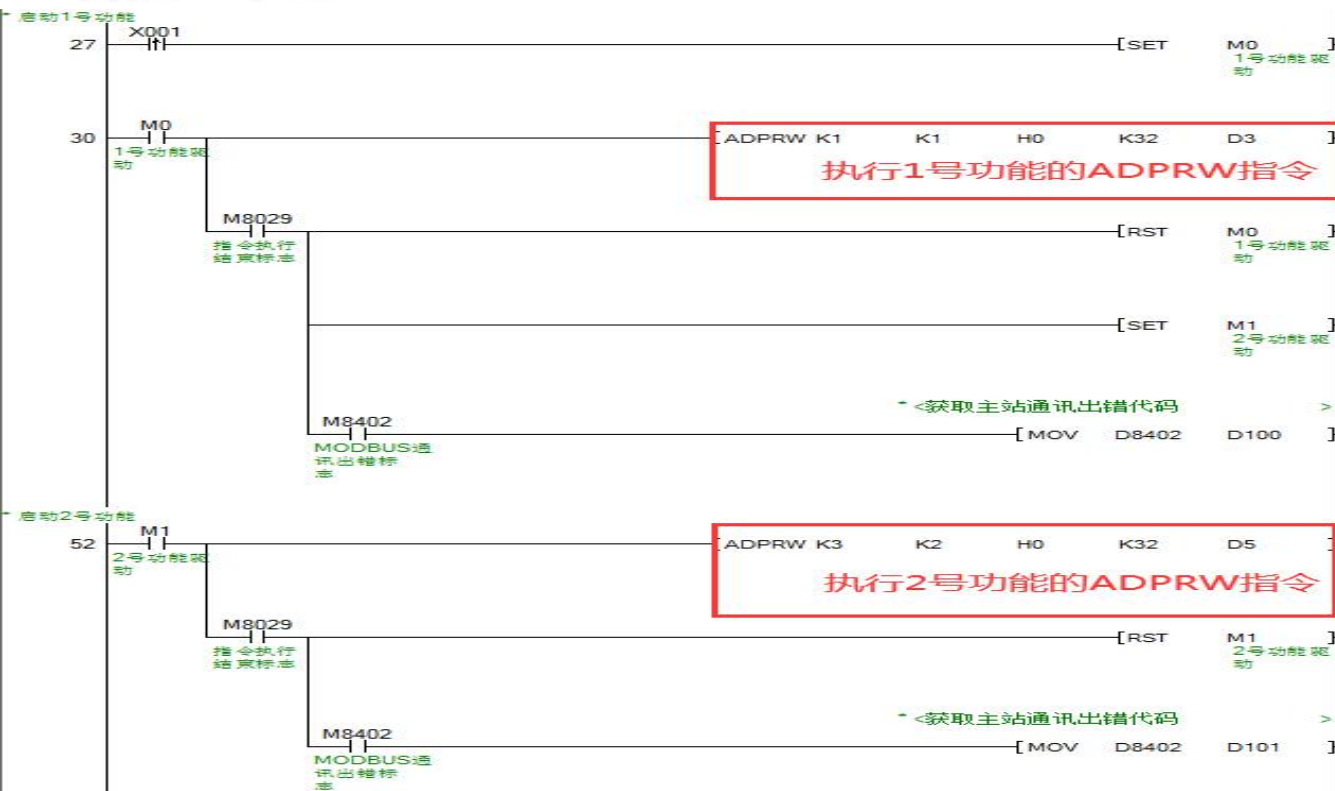 * 启动1号功能
27 X001 [SET M0 ]
1号功能驱
动
30 M0 [ADPRW K1 K1 H0 K32 D3 ]
1号功能驱
动
执行1号功能的ADPRW指令
M8029 [RST M0 ]
指令执行
结束标志
1号功能驱
动
[SET M1 ]
2号功能驱
动
* <获取主站通讯出错代码 >
M8402 [MOV D8402 D100 ]
MODBUS通
讯出错标
志
* 启动2号功能
52 M1 [ADPRW K3 K2 H0 K32 D5 ]
2号功能驱
动
执行2号功能的ADPRW指令
M8029 [RST M1 ]
指令执行
结束标志
2号功能驱
动
* <获取主站通讯出错代码 >
M8402 [MOV D8402 D101 ]
MODBUS通
讯出错标
志